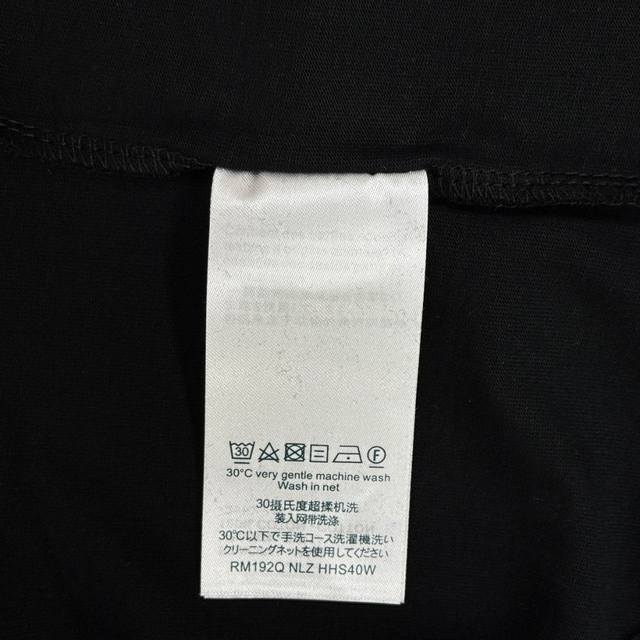 30
F
30°C very gentle machine wash
Wash in net
30摄氏度超揉机洗
装入网带洗涤
30℃以下で手洗コース洗濯機洗い
クリーニングネットを使用してください
RM192Q NLZ HHS40W